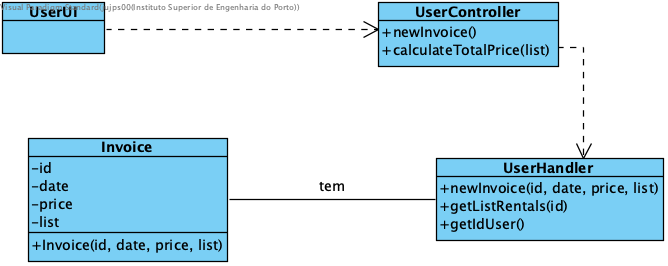 Visual Paradigm Standard(ujps00(Instituto Superior de Engenharia do Porto))
UserUI
UserController
+newInvoice()
+calculateTotalPrice(list)
Invoice
-id
-date
-price
-list
+Invoice(id, date, price, list)
tem
UserHandler
+newInvoice(id, date, price, list)
+getListRentals(id)
+getIdUser()